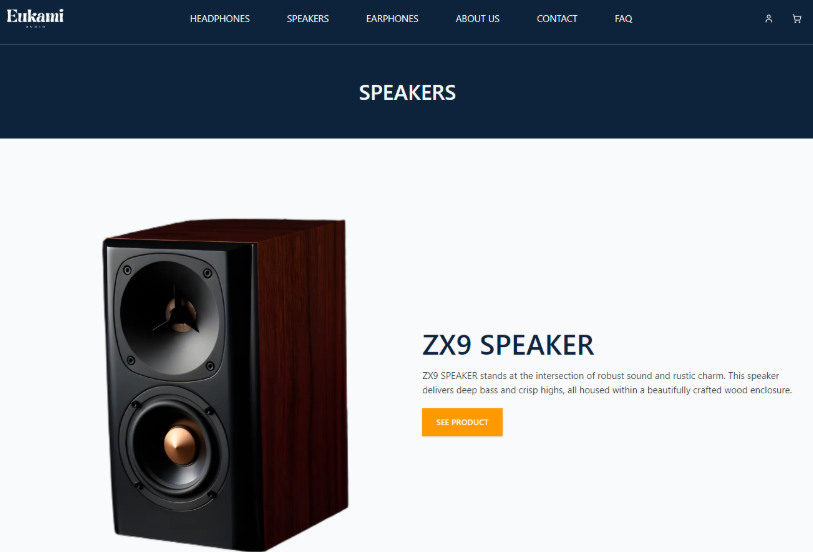 Eukami
AUDIO
HEADPHONES SPEAKERS EARPHONES ABOUT US CONTACT FAQ
SPEAKERS
ZX9 SPEAKER
ZX9 SPEAKER stands at the intersection of robust sound and rustic charm. This speaker
delivers deep bass and crisp highs, all housed within a beautifully crafted wood enclosure.
SEE PRODUCT